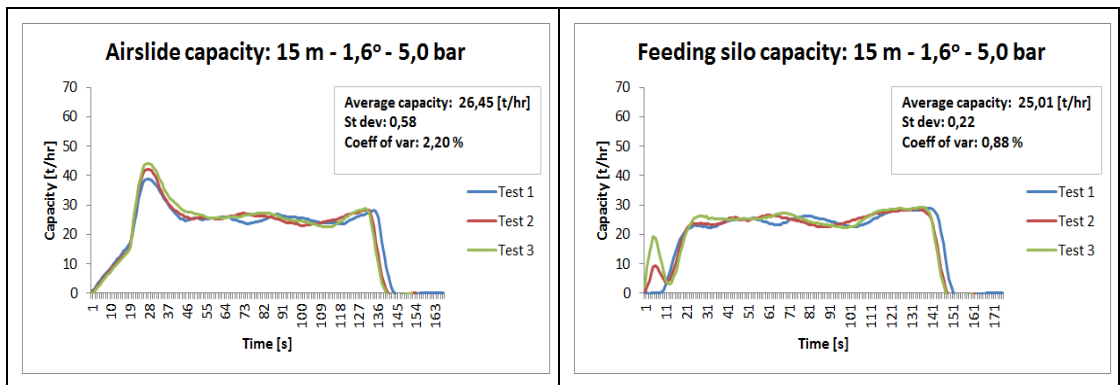 Airslide capacity: 15 m - 1,6° - 5,0 bar
Capacity [t/hr]
70
60
50
40
30
20
10
0
Average capacity: 26,45 [t/hr]
St dev: 0,58
Coeff of var: 2,20 %
Test 1
Test 2
Test 3
1
10
19
28
37
46
55
64
73
82
91
100
109
118
127
136
145
154
163
Time [s]
Feeding silo capacity: 15 m - 1,6° - 5,0 bar
Capacity [t/hr]
70
60
50
40
30
20
10
0
Average capacity: 25,01 [t/hr]
St dev: 0,22
Coeff of var: 0,88 %
Test 1
Test 2
Test 3
1
11
21
31
41
51
61
71
81
91
101
111
121
131
141
151
161
171
Time [s]